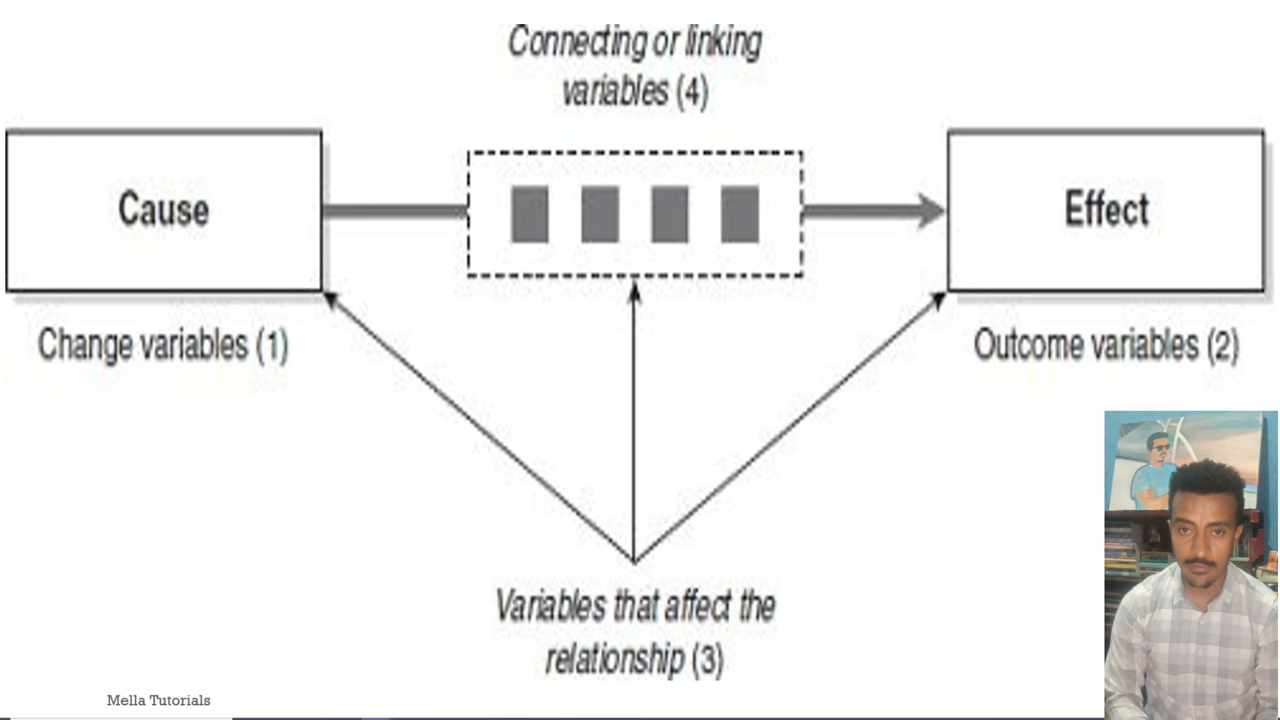 Connecting or linking
variables (4)
Cause
Effect
Change variables (1)
Outcome variables (2)
Variables that affect the
relationship (3)
Mella Tutorials